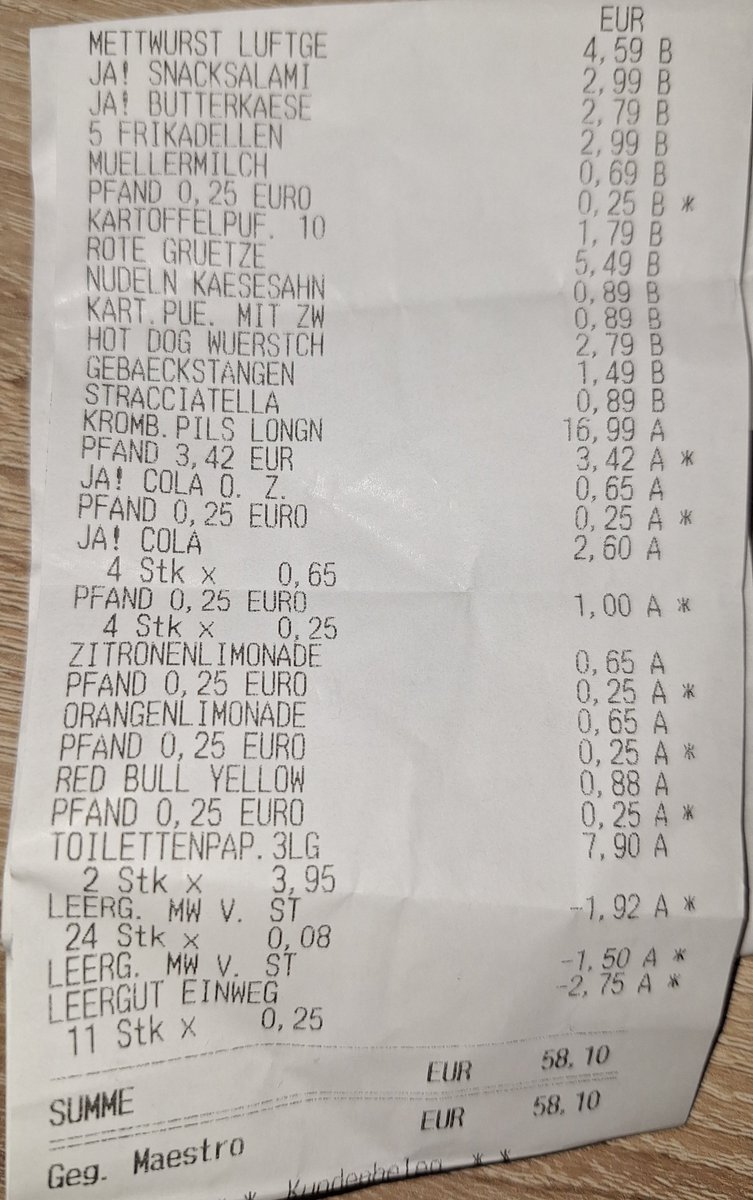 EUR
METTWURST LUFTGE 4,59 B
JA! SNACKSALAMI 2,99 B
JA! BUTTERKAESE 2,79 B
5 FRIKADELLEN 2,99 B
MUELLERMILCH 0,69 B
PFAND 0,25 EURO 0,25 B *
KARTOFFELPUF. 10 1,79 B
ROTE GRUETZE 5,49 B
NUDELN KAESESAHN 0,89 B
KART.PUE. MIT ZW 0,89 B
HOT DOG WUERSTCH 2,79 B
GEBAECKSTANGEN 1,49 B
STRACCIATELLA 0,89 B
KROMB.PILS LONGN 16,99 A
PFAND 3,42 EUR 3,42 A *
JA! COLA O. Z. 0,65 A
PFAND 0,25 EURO 0,25 A *
JA! COLA 2,60 A
4 Stk x 0,65
PFAND 0,25 EURO 1,00 A *
4 Stk x 0,25
ZITRONENLIMONADE 0,65 A
PFAND 0,25 EURO 0,25 A *
ORANGENLIMONADE 0,65 A
PFAND 0,25 EURO 0,25 A *
RED BULL YELLOW 0,88 A
PFAND 0,25 EURO 0,25 A *
TOILETTENPAP.3LG 7,90 A
2 Stk x 3,95
LEERG. MW V. ST -1,92 A *
24 Stk x 0,08
LEERG. MW V. ST -1,50 A *
LEERGUT EINWEG -2,75 A *
11 Stk x 0,25
SUMME EUR 58,10
Geg. Maestro EUR 58,10
* * Kundenbeleg * *